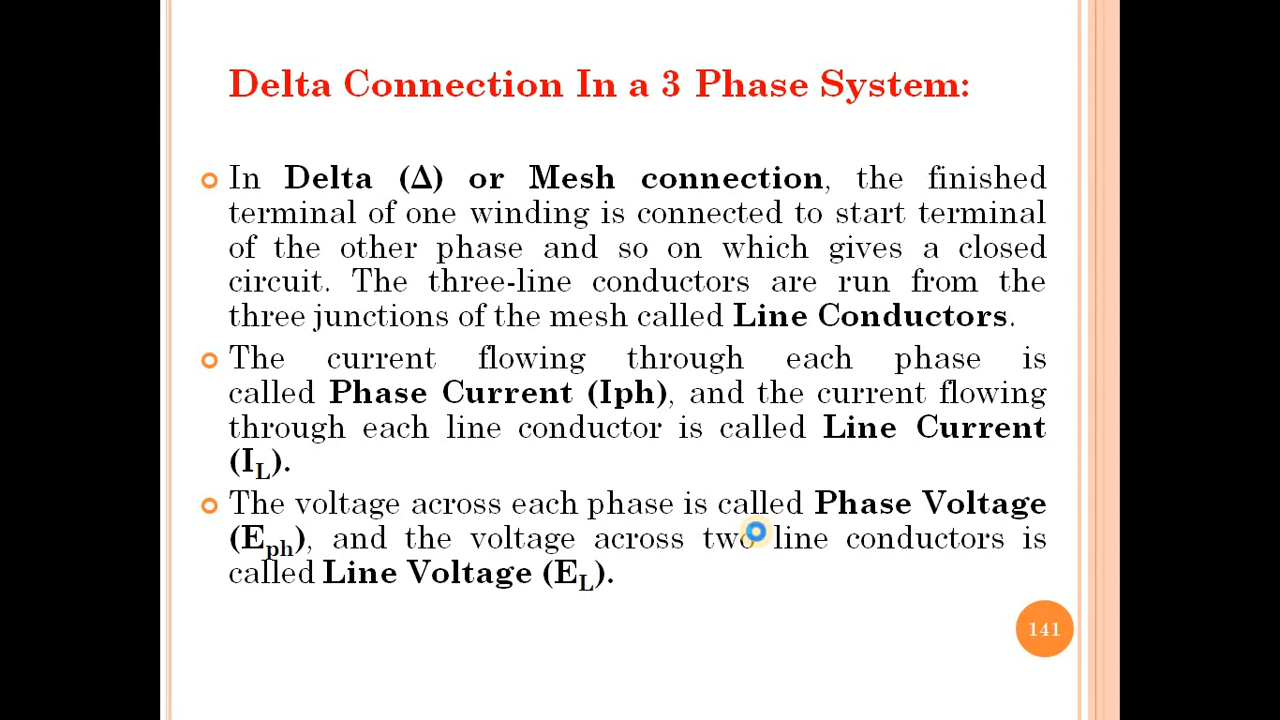 Delta Connection In a 3 Phase System:
In Delta (Δ) or Mesh connection, the finished
terminal of one winding is connected to start terminal
of the other phase and so on which gives a closed
circuit. The three-line conductors are run from the
three junctions of the mesh called Line Conductors.
The current flowing through each phase is
called Phase Current (Iph), and the current flowing
through each line conductor is called Line Current
(IL).
The voltage across each phase is called Phase Voltage
(Eph), and the voltage across two line conductors is
called Line Voltage (EL).
141